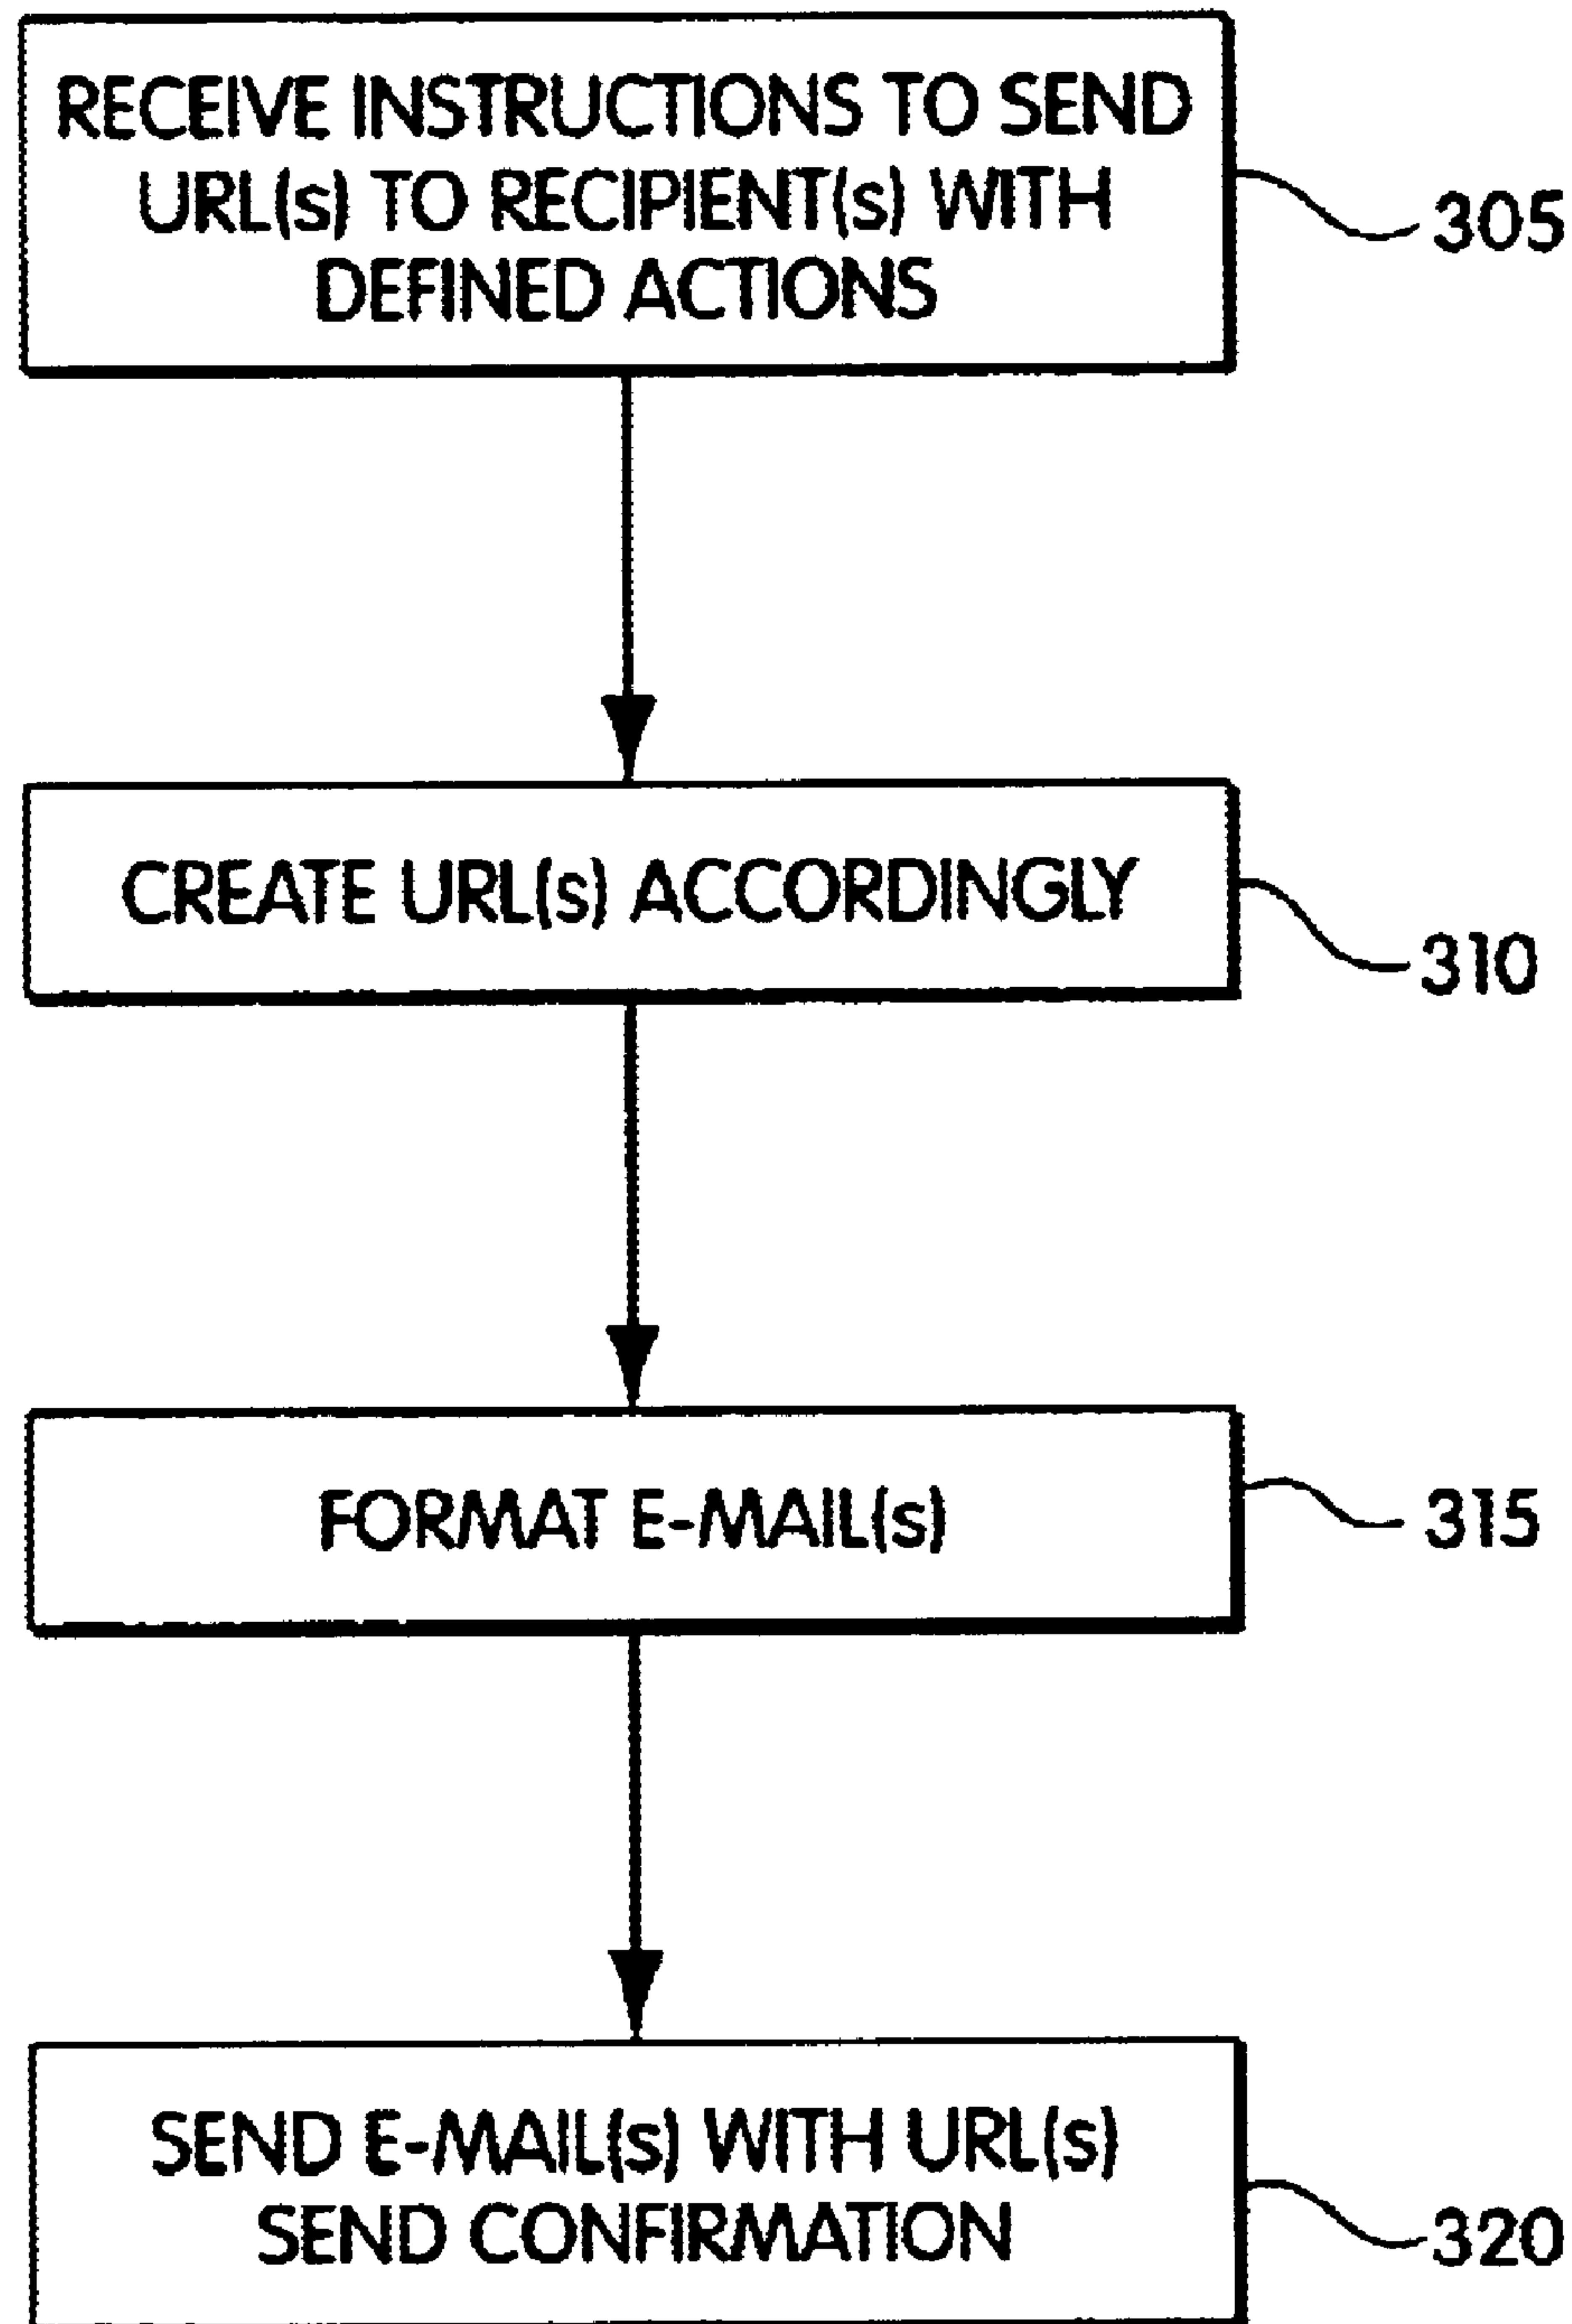 RECEIVE INSTRUCTIONS TO SEND
URL(s) TO RECIPIENT(s) WITH
DEFINED ACTIONS
305
CREATE URL(s) ACCORDINGLY
310
FORMAT E-MAIL(s)
315
SEND E-MAIL(s) WITH URL(s)
SEND CONFIRMATION
320